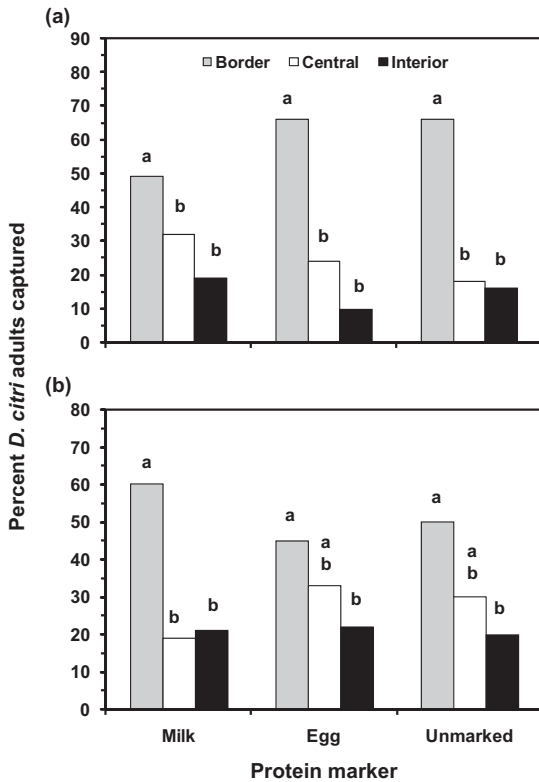 (a)
90
80
70
60
50
40
30
20
10
0
Border Central Interior
a b b
a b b
a b b
(b)
80
70
60
50
40
30
20
10
0
a b b
a a b b
a a b b
Percent D. citri adults captured
Milk Egg Unmarked
Protein marker